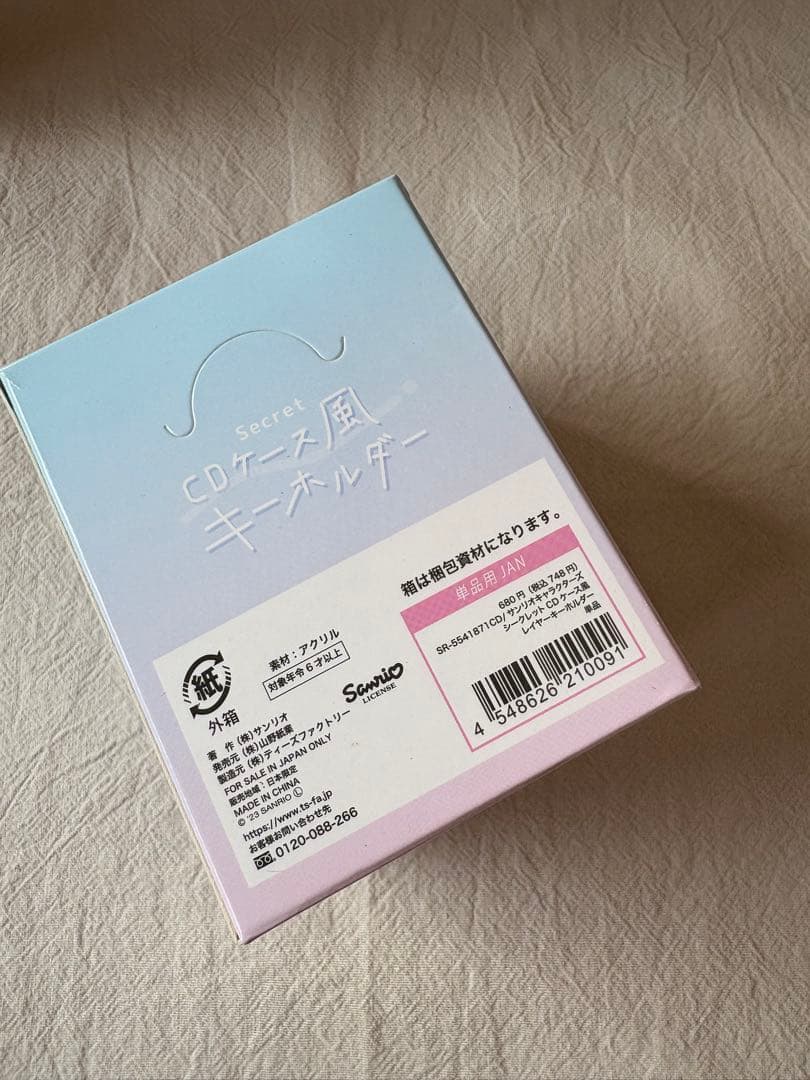 Secret
CDケース風
キーホルダー
箱は梱包資材になります。
単品用 JAN
680円(税込748円)
SR-5541871CD/サンリオキャラクターズ
シークレットCDケース風
レイヤーキーホルダー
単品
4 548626 210091
紙
外箱
素材:アクリル
対象年令6才以上
Sanrio
LICENSE
著 作 (株)サンリオ
発売元 (株)山野紙業
製造元 (株)ティーズファクトリー
FOR SALE IN JAPAN ONLY
販売地域:日本限定
MADE IN CHINA
© '23 SANRIO Ⓛ
https://www.ts-fa.jp
お客様お問い合わせ先
0120-088-266